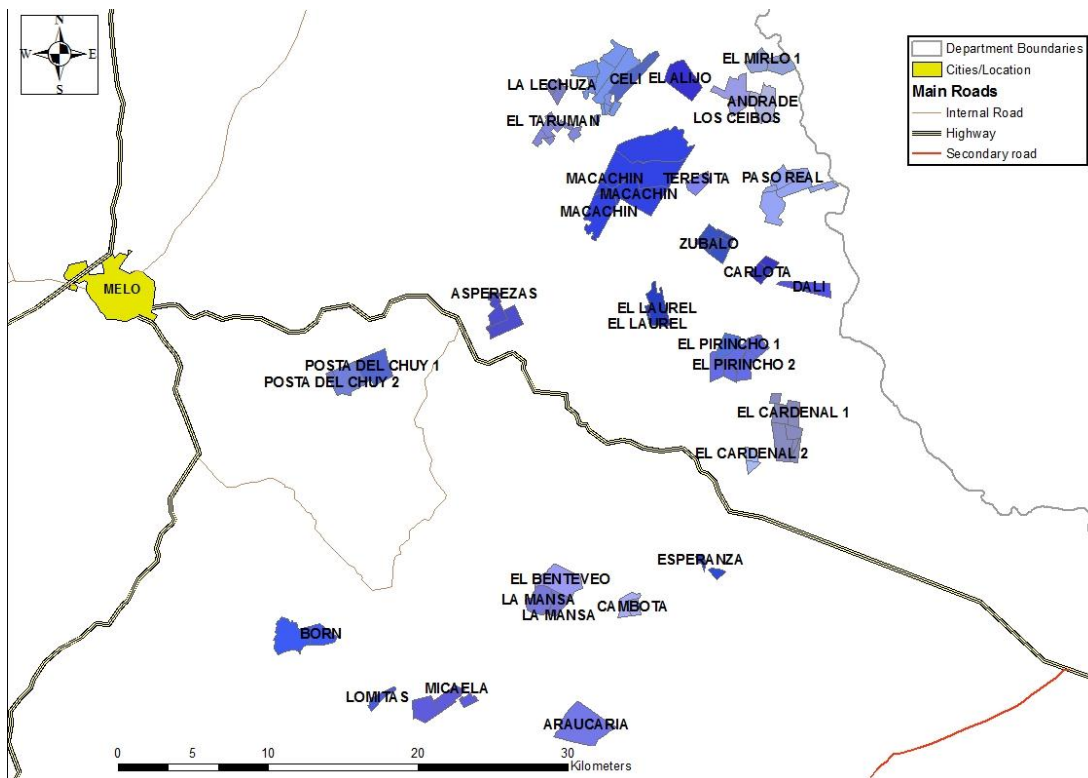 N
W E
S
Department Boundaries
Cities/Location
Main Roads
Internal Road
Highway
Secondary road
EL MIRLO 1
LA LECHUZA
CELI
EL ALIJO
ANDRADE
EL TARUMAN
LOS CEIBOS
MACACHIN
TERESITA
PASO REAL
MACACHIN
MACACHIN
ZUBALO
CARLOTA
DALI
MELO
ASPEREZAS
EL LAUREL
EL LAUREL
EL PIRINCHO 1
EL PIRINCHO 2
POSTA DEL CHUY 1
POSTA DEL CHUY 2
EL CARDENAL 1
EL CARDENAL 2
ESPERANZA
EL BENTEVEO
LA MANSA
CAMBOTA
LA MANSA
BORN
LOMITAS
MICAELA
ARAUCARIA
0 5 10 20 30
Kilometers